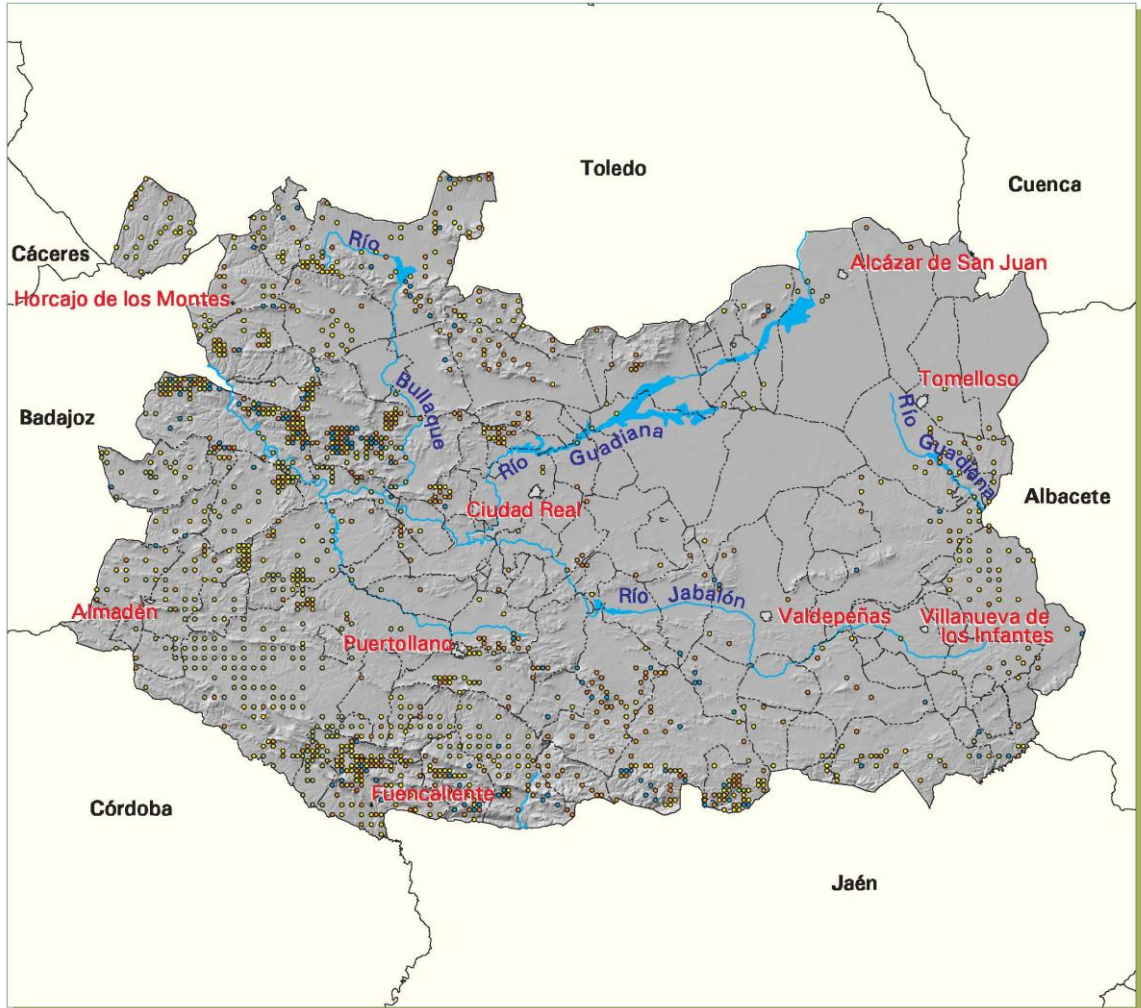 Toledo
Cuenca
Cáceres
Río
Alcázar de San Juan
Horcajo de los Montes
Bullaque
Tomelloso
Badajoz
Río Guadiana
Río Guadiana
Albacete
Ciudad Real
Almadén
Río Jabalón
Puertollano
Valdepeñas
Villanueva de
los Infantes
Fuencaliente
Córdoba
Jaén